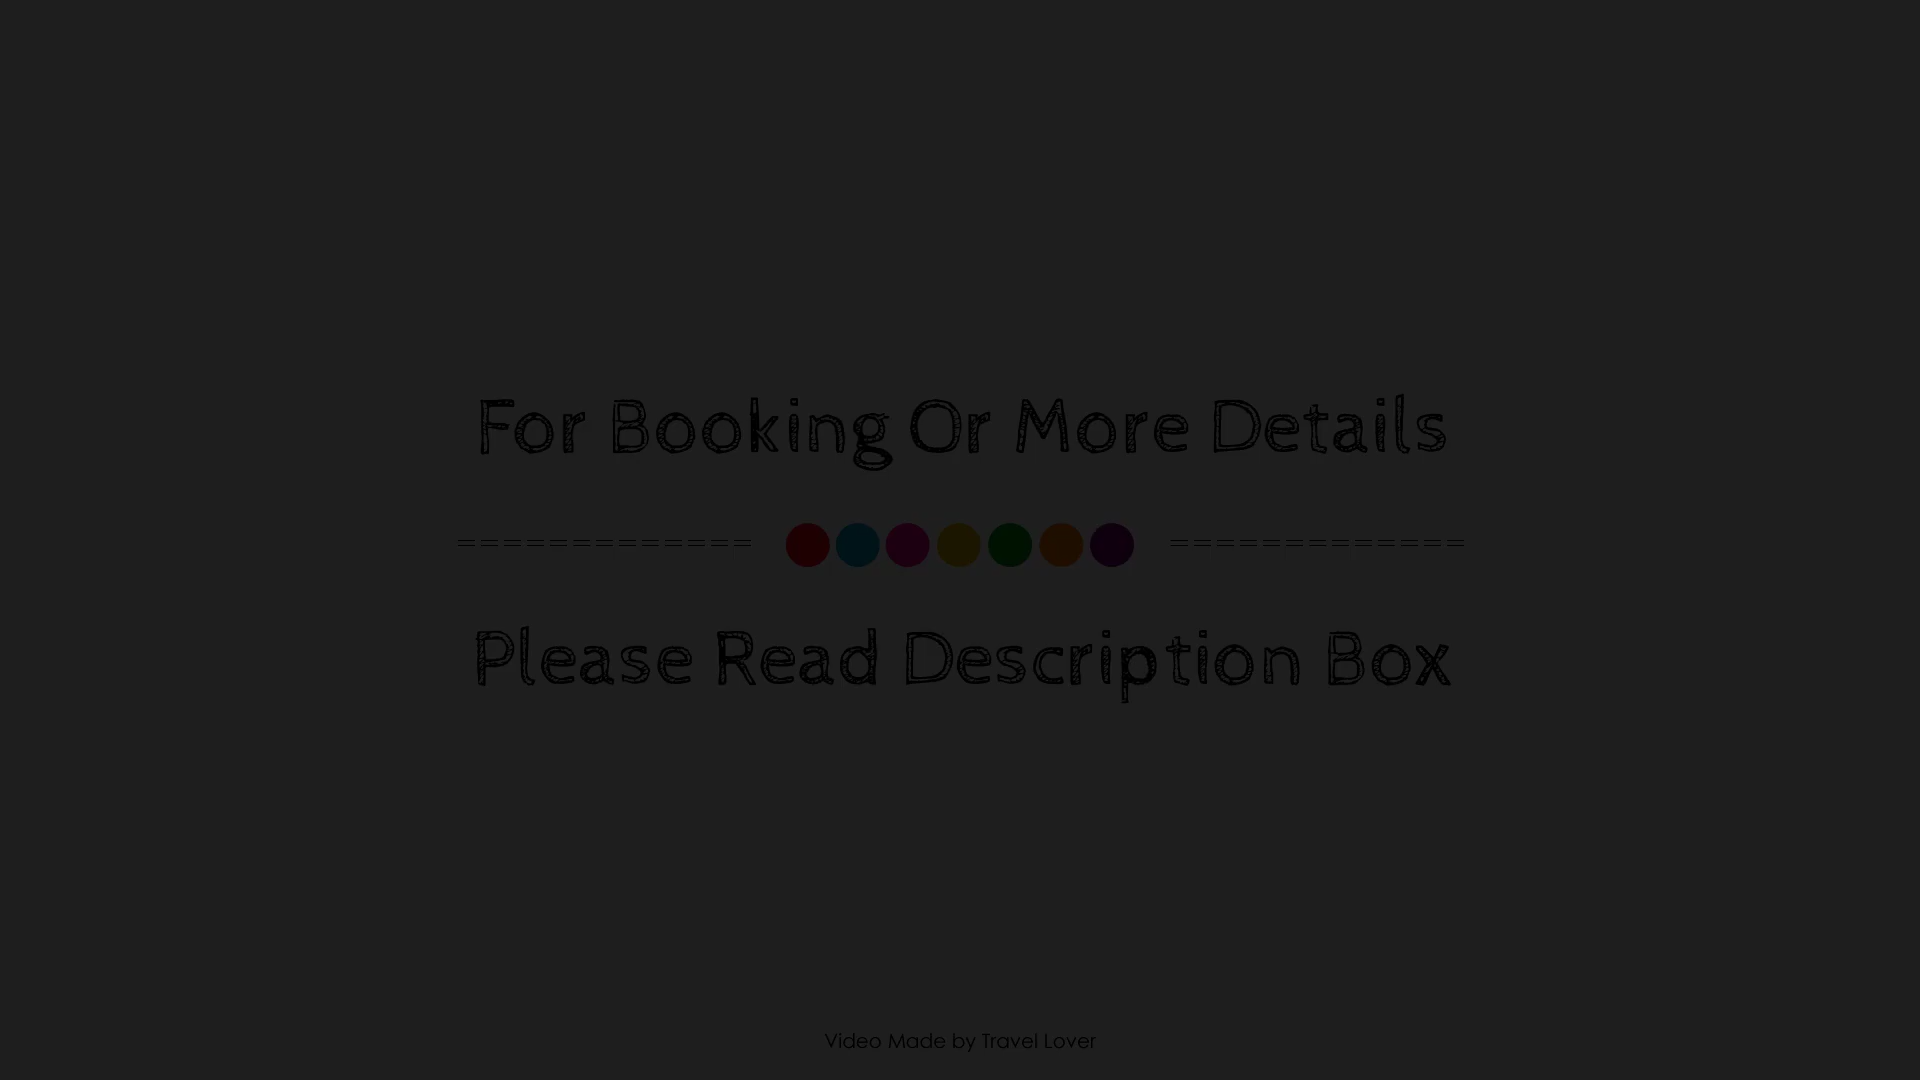 For Booking Or More Details
============= =============
Please Read Description Box
Video Made by Travel Lover